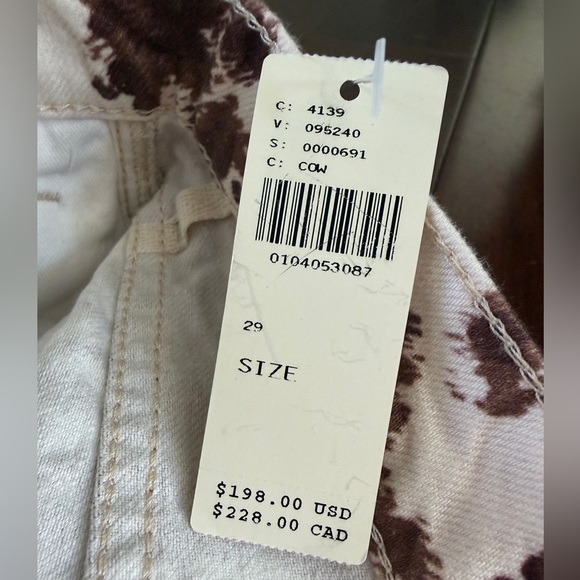 C: 4139
V: 095240
S: 0000691
C: COW
0104053087
29
SIZE
$198.00 USD
$228.00 CAD